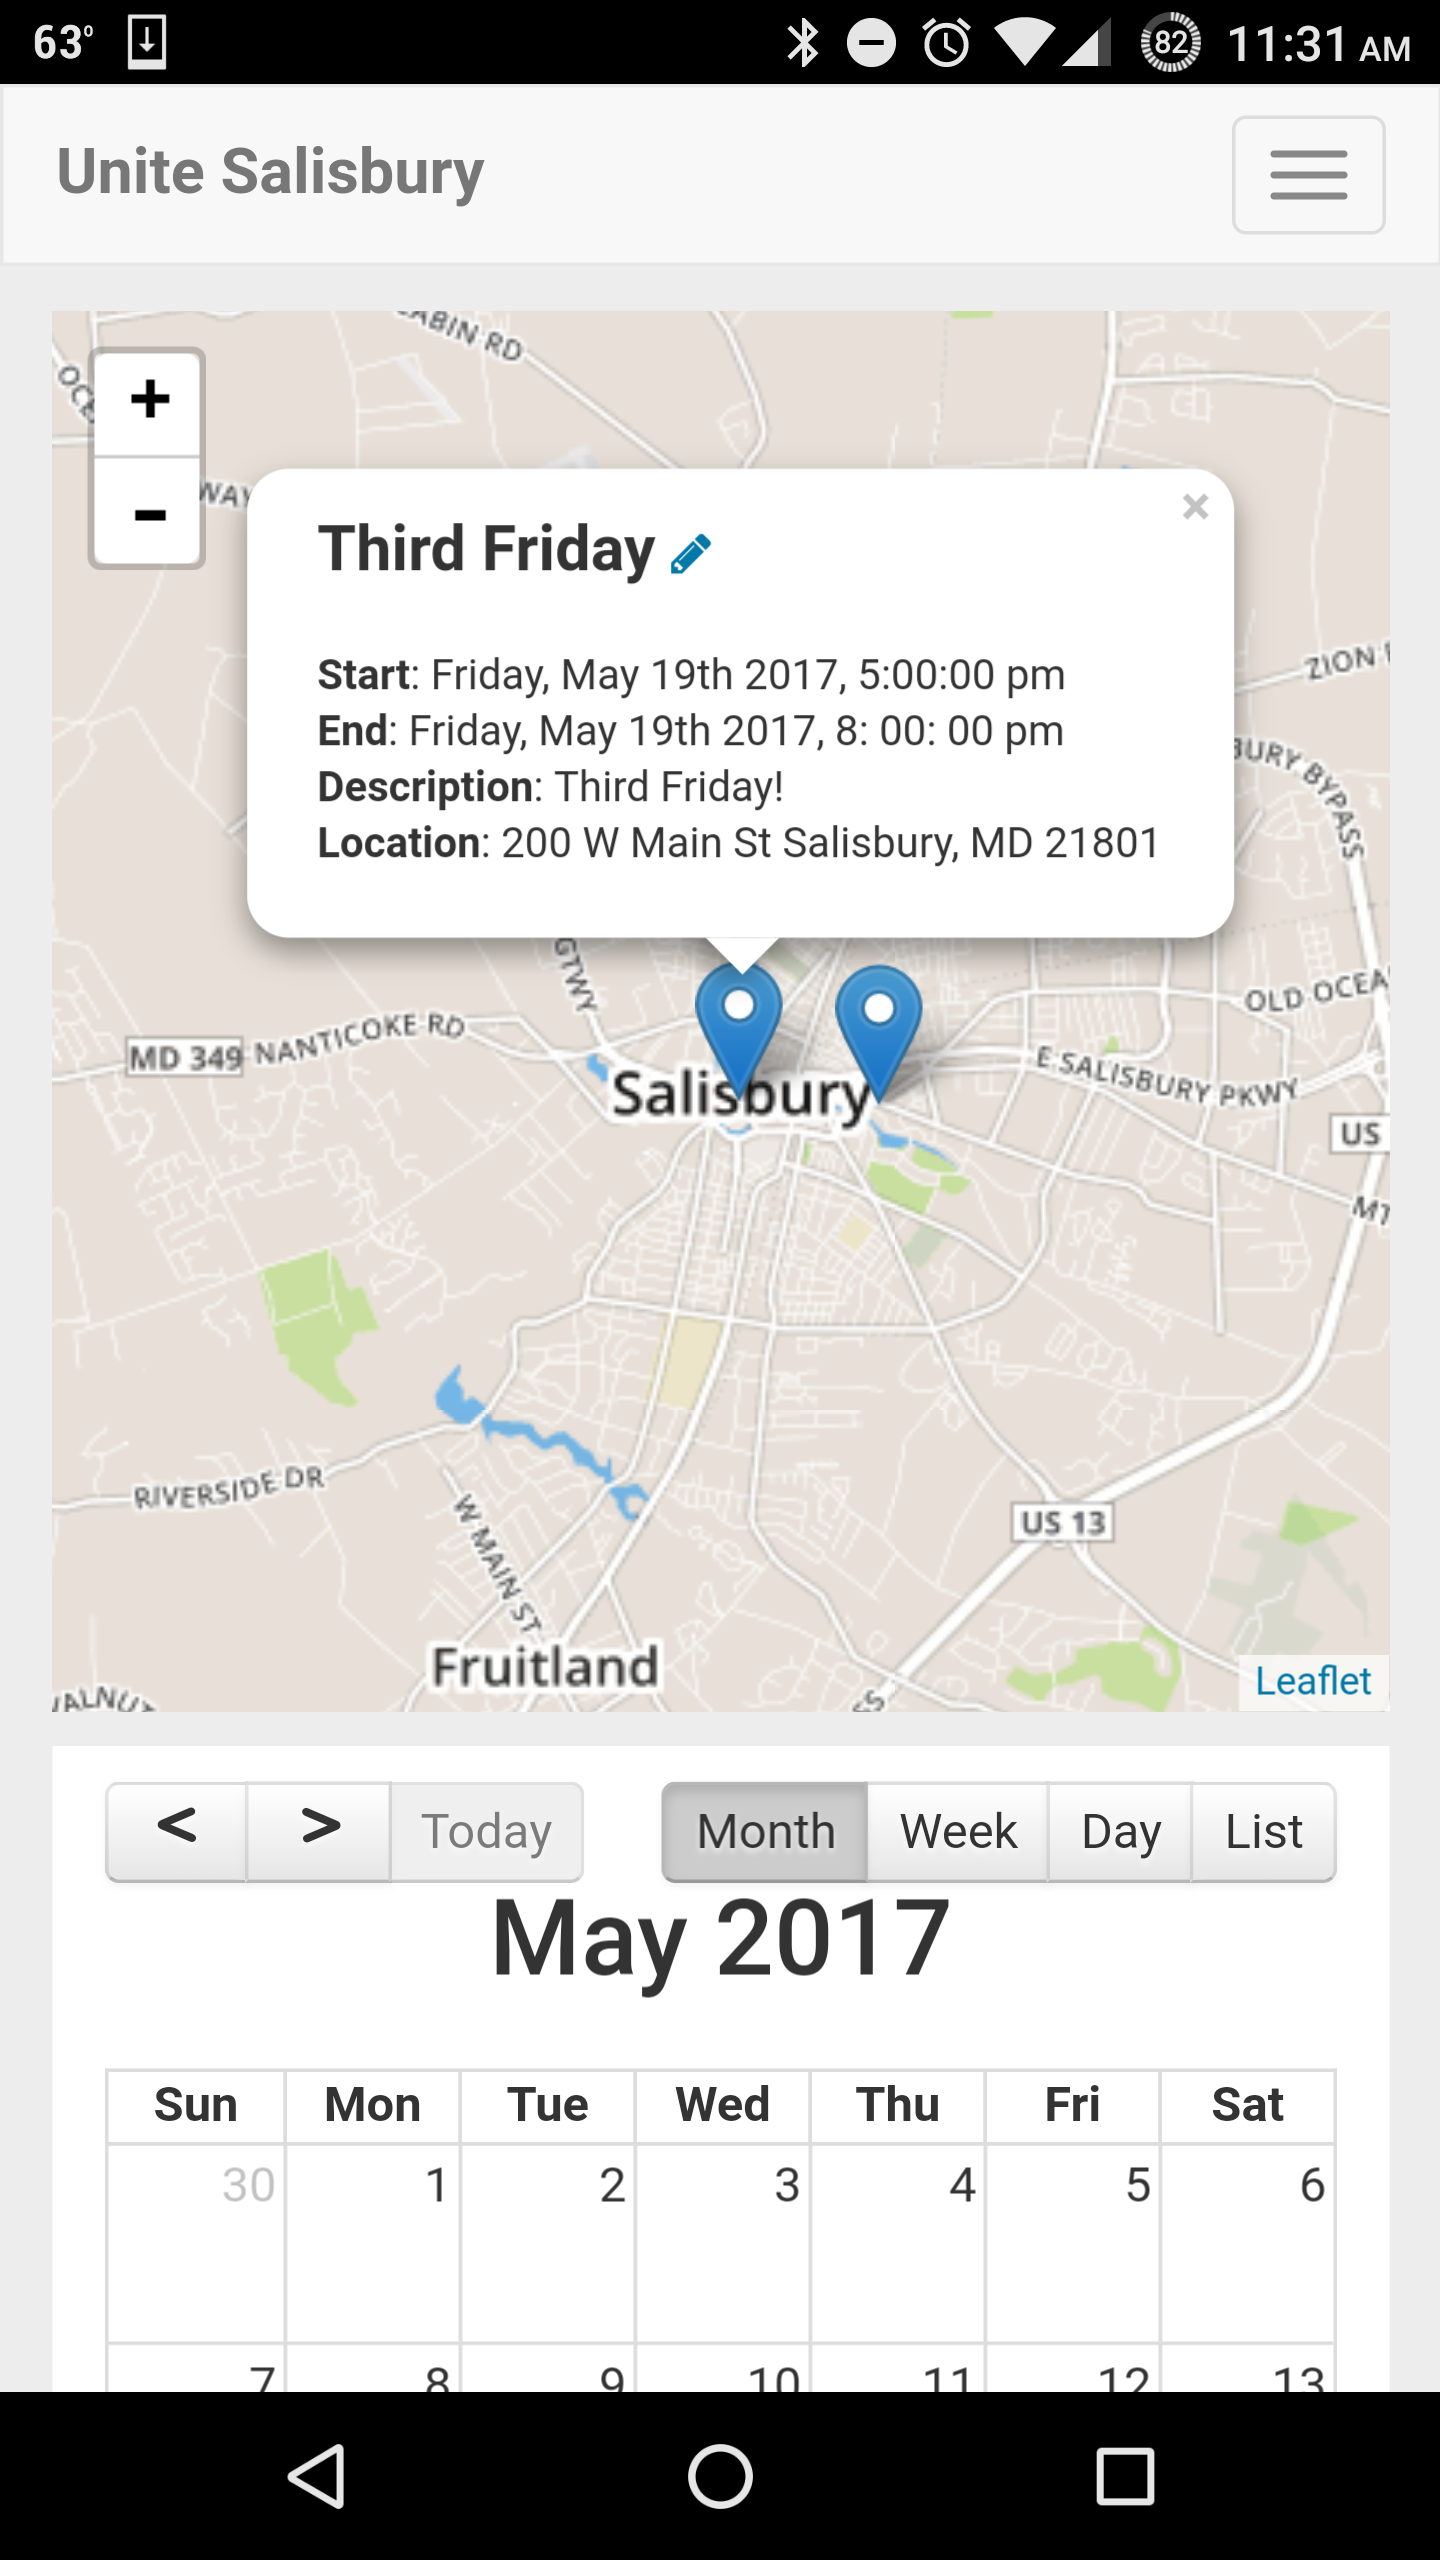 63°
82
11:31 AM
Unite Salisbury
CABIN RD
+
WAY
−
×
Third Friday
Start: Friday, May 19th 2017, 5:00:00 pm
End: Friday, May 19th 2017, 8: 00: 00 pm
Description: Third Friday!
Location: 200 W Main St Salisbury, MD 21801
ZION
BURY BYPASS
GTWY
OLD OCEA
MD 349
NANTICOKE RD
E SALISBURY PKWY
Salisbury
US
MT
RIVERSIDE DR
W MAIN ST
US 13
Fruitland
ALNUT
Leaflet
< > Today
Month Week Day List
May 2017
Sun Mon Tue Wed Thu Fri Sat
30 1 2 3 4 5 6
7 8 9 10 11 12 13